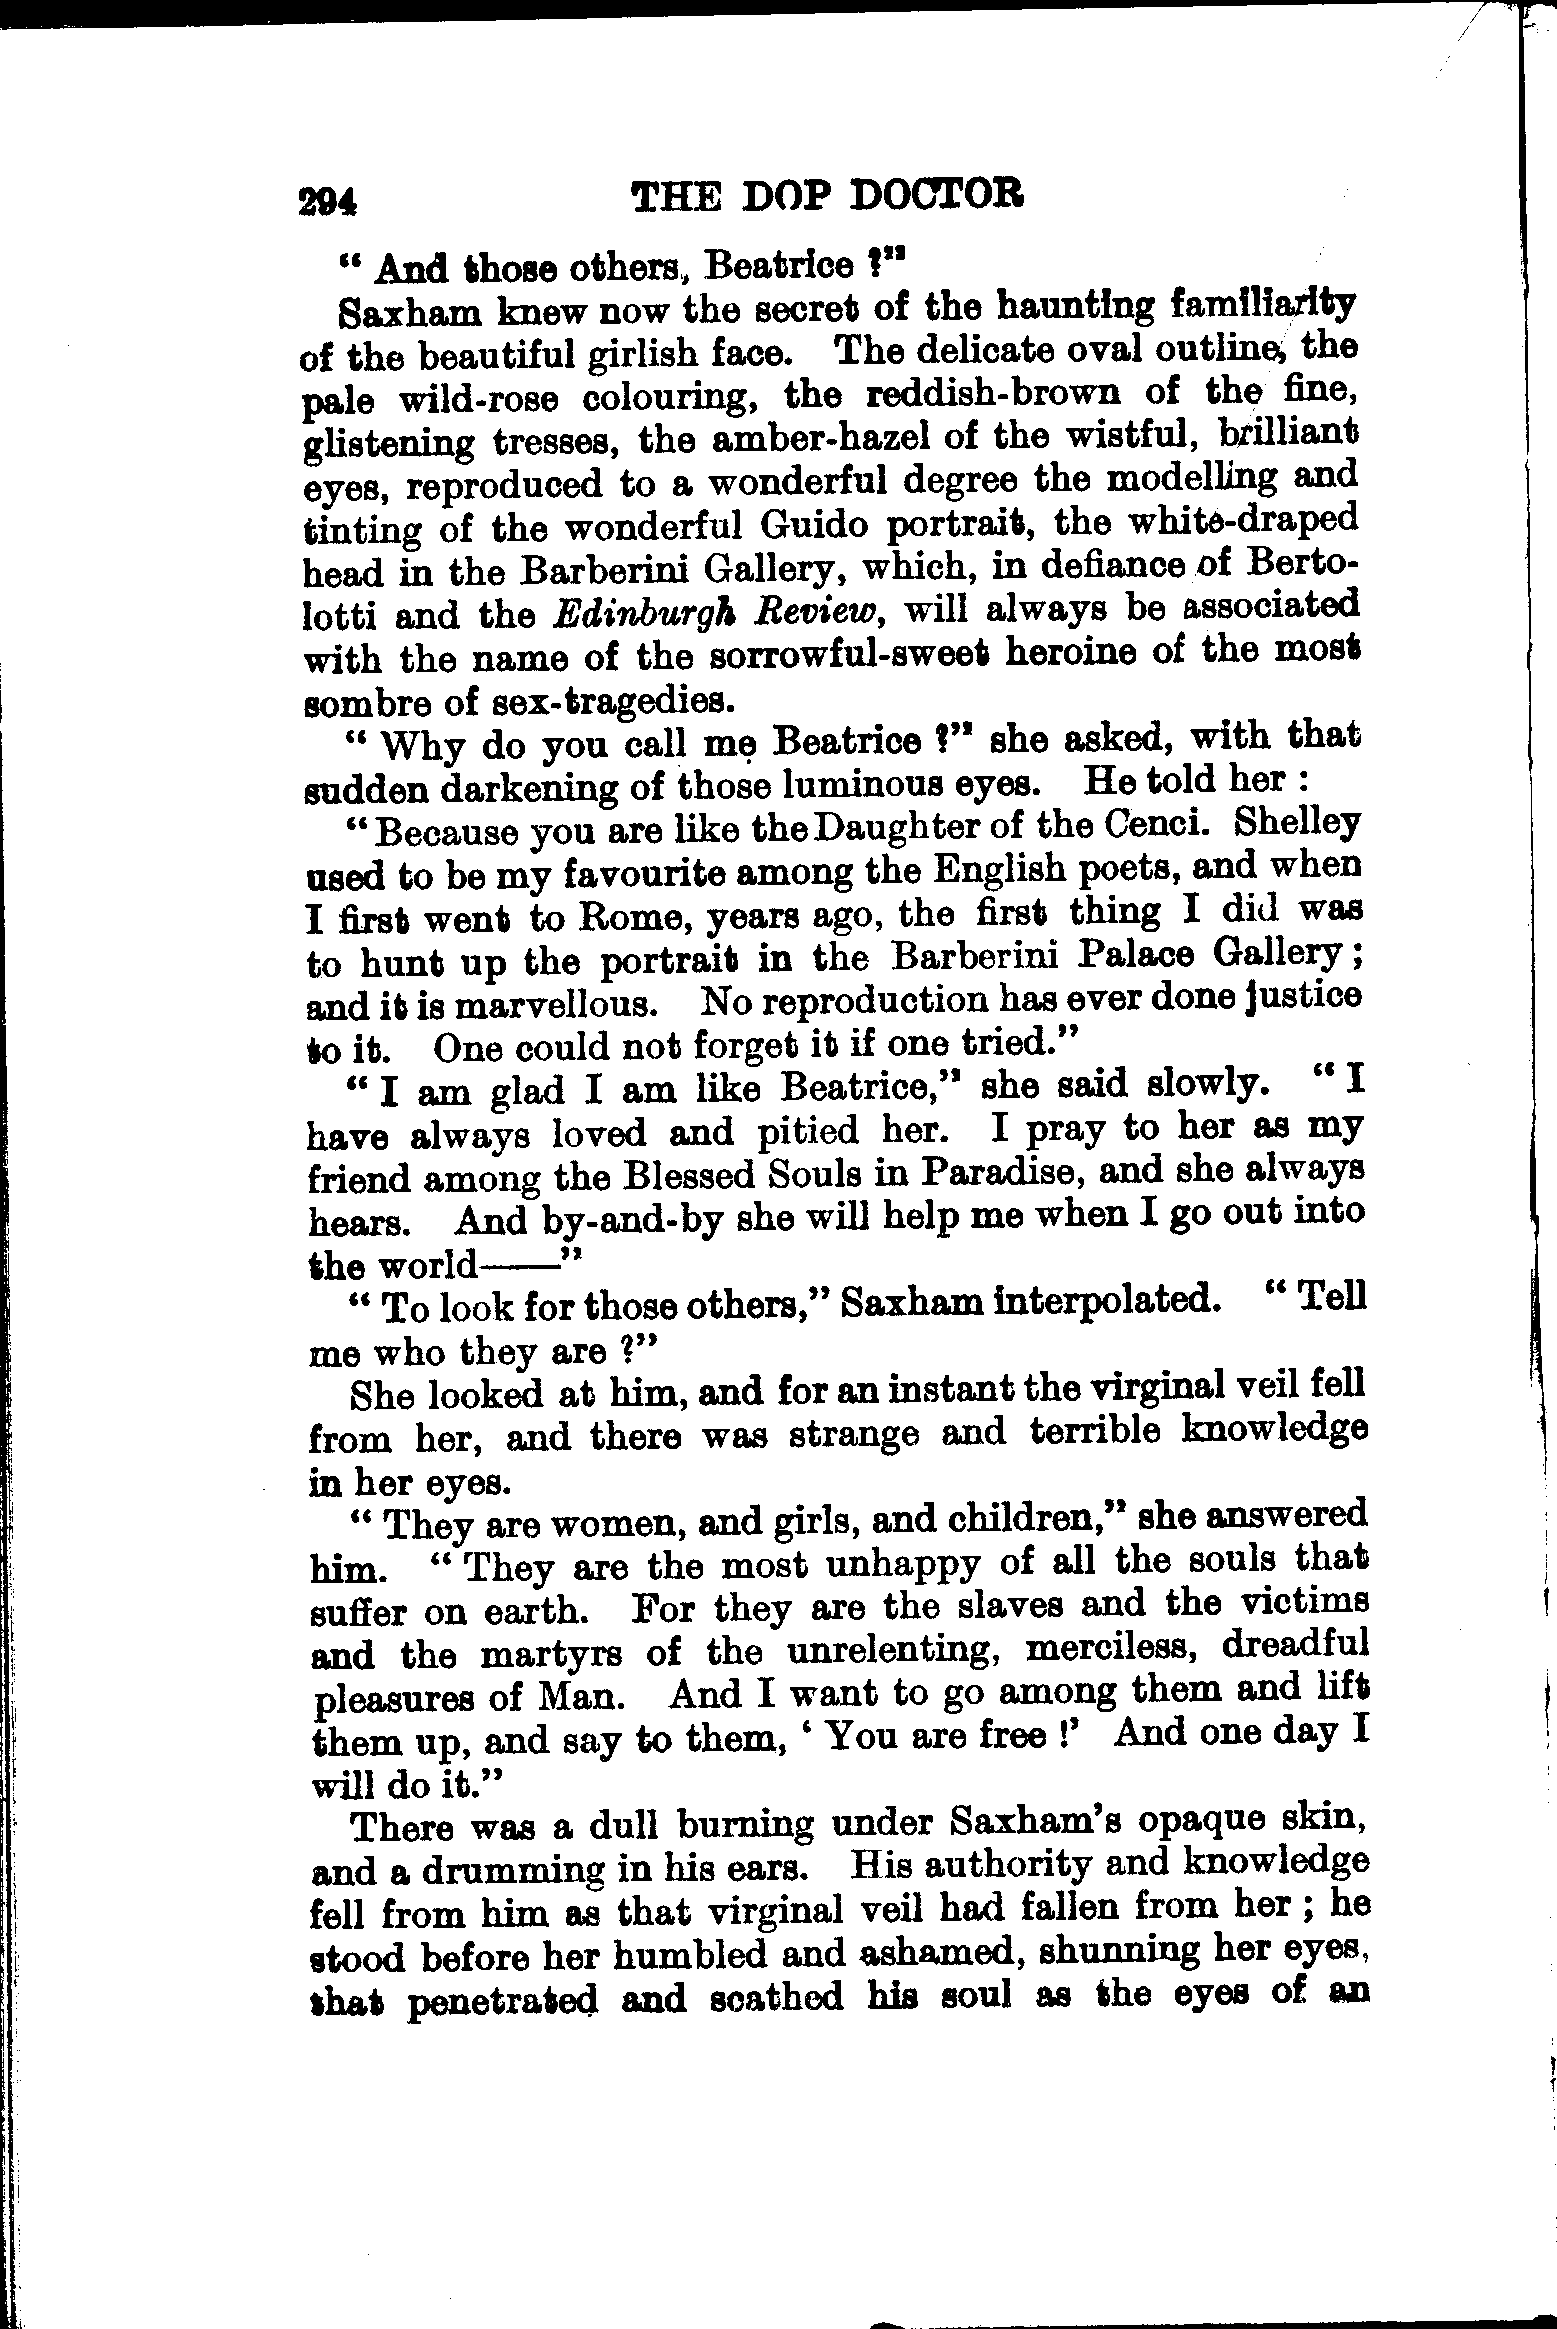 294 THE DOP DOCTOR
“ And those others, Beatrice ?”
Saxham knew now the secret of the haunting familiarity
of the beautiful girlish face. The delicate oval outline, the
pale wild-rose colouring, the reddish-brown of the fine,
glistening tresses, the amber-hazel of the wistful, brilliant
eyes, reproduced to a wonderful degree the modelling and
tinting of the wonderful Guido portrait, the white-draped
head in the Barberini Gallery, which, in defiance of Berto-
lotti and the Edinburgh Review, will always be associated
with the name of the sorrowful-sweet heroine of the most
sombre of sex-tragedies.
“ Why do you call me Beatrice ?” she asked, with that
sudden darkening of those luminous eyes. He told her :
“ Because you are like the Daughter of the Cenci. Shelley
used to be my favourite among the English poets, and when
I first went to Rome, years ago, the first thing I did was
to hunt up the portrait in the Barberini Palace Gallery ;
and it is marvellous. No reproduction has ever done justice
to it. One could not forget it if one tried.”
“ I am glad I am like Beatrice,” she said slowly. “ I
have always loved and pitied her. I pray to her as my
friend among the Blessed Souls in Paradise, and she always
hears. And by-and-by she will help me when I go out into
the world——”
“ To look for those others,” Saxham interpolated. “ Tell
me who they are ?”
She looked at him, and for an instant the virginal veil fell
from her, and there was strange and terrible knowledge
in her eyes.
“ They are women, and girls, and children,” she answered
him. “ They are the most unhappy of all the souls that
suffer on earth. For they are the slaves and the victims
and the martyrs of the unrelenting, merciless, dreadful
pleasures of Man. And I want to go among them and lift
them up, and say to them, ‘ You are free !’ And one day I
will do it.”
There was a dull burning under Saxham’s opaque skin,
and a drumming in his ears. His authority and knowledge
fell from him as that virginal veil had fallen from her ; he
stood before her humbled and ashamed, shunning her eyes,
that penetrated and scathed his soul as the eyes of an